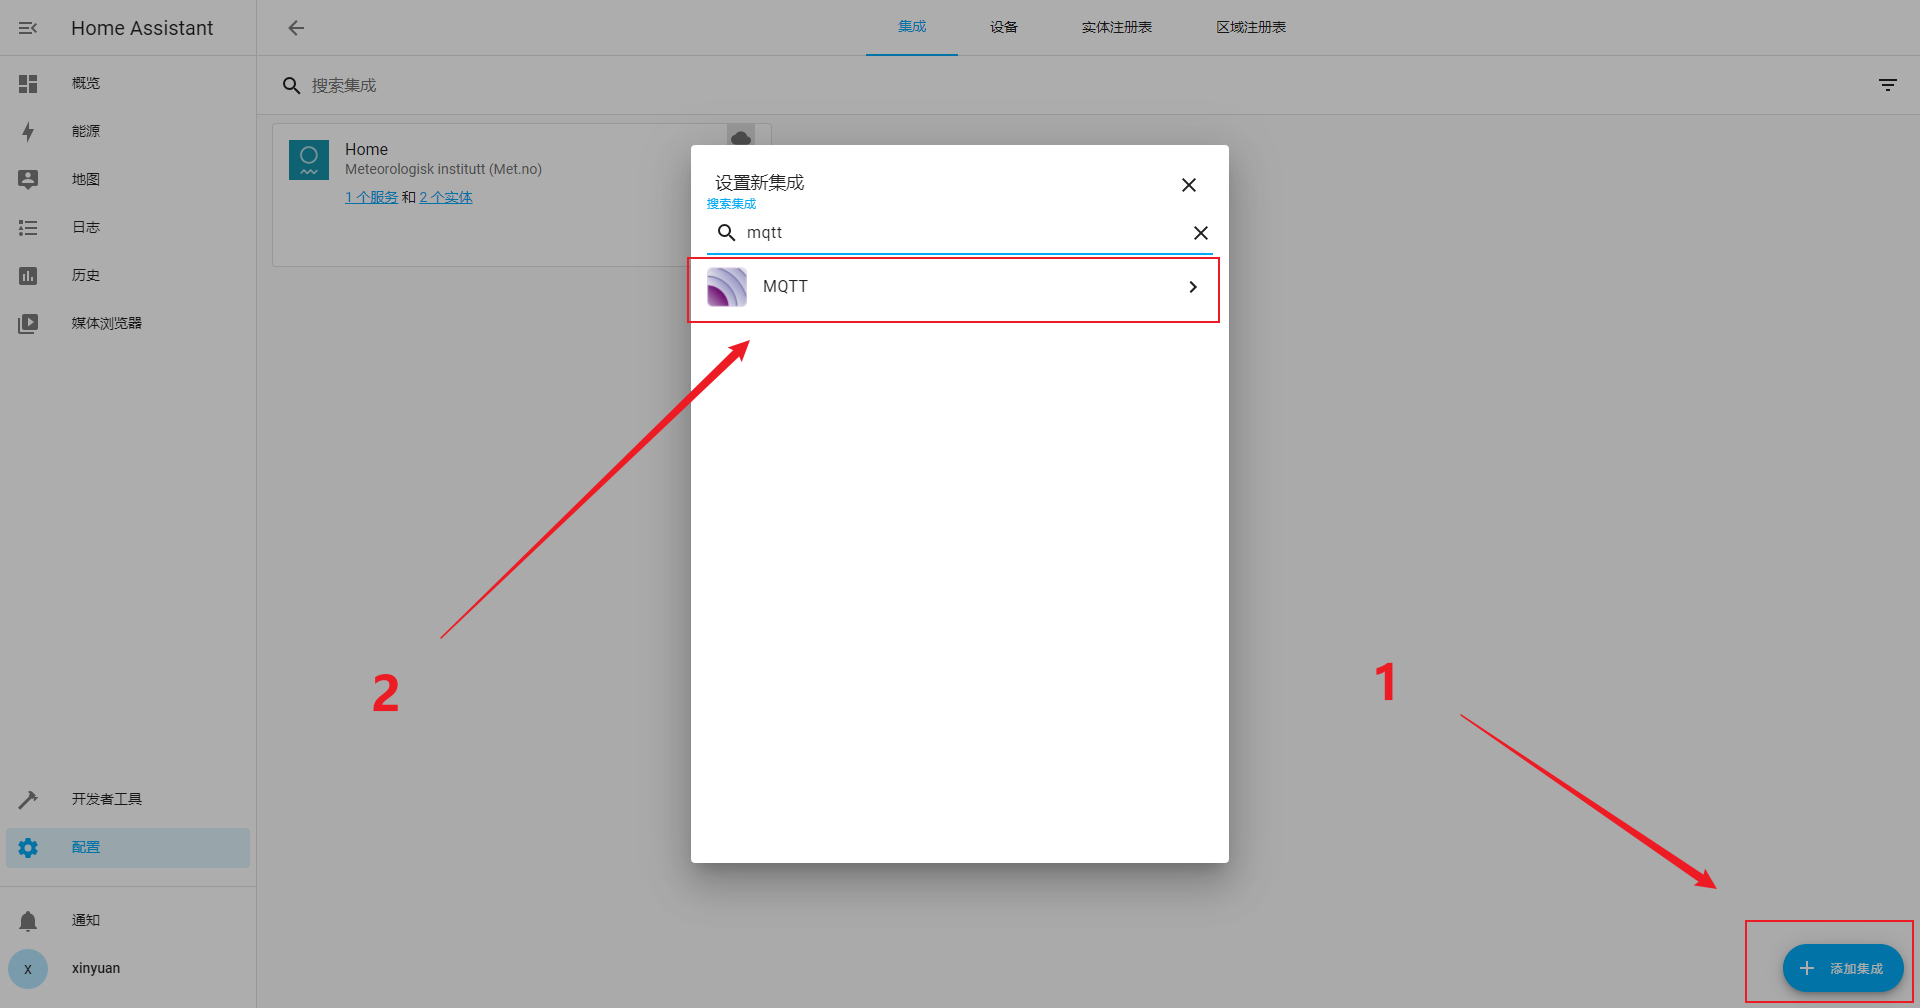 Home Assistant
概览
能源
地图
日志
历史
媒体浏览器
开发者工具
配置
通知
x
xinyuan
集成
设备
实体注册表
区域注册表
搜索集成
Home
Meteorologisk institutt (Met.no)
1 个服务 和 2 个实体
设置新集成
搜索集成
mqtt
MQTT
2
1
添加集成